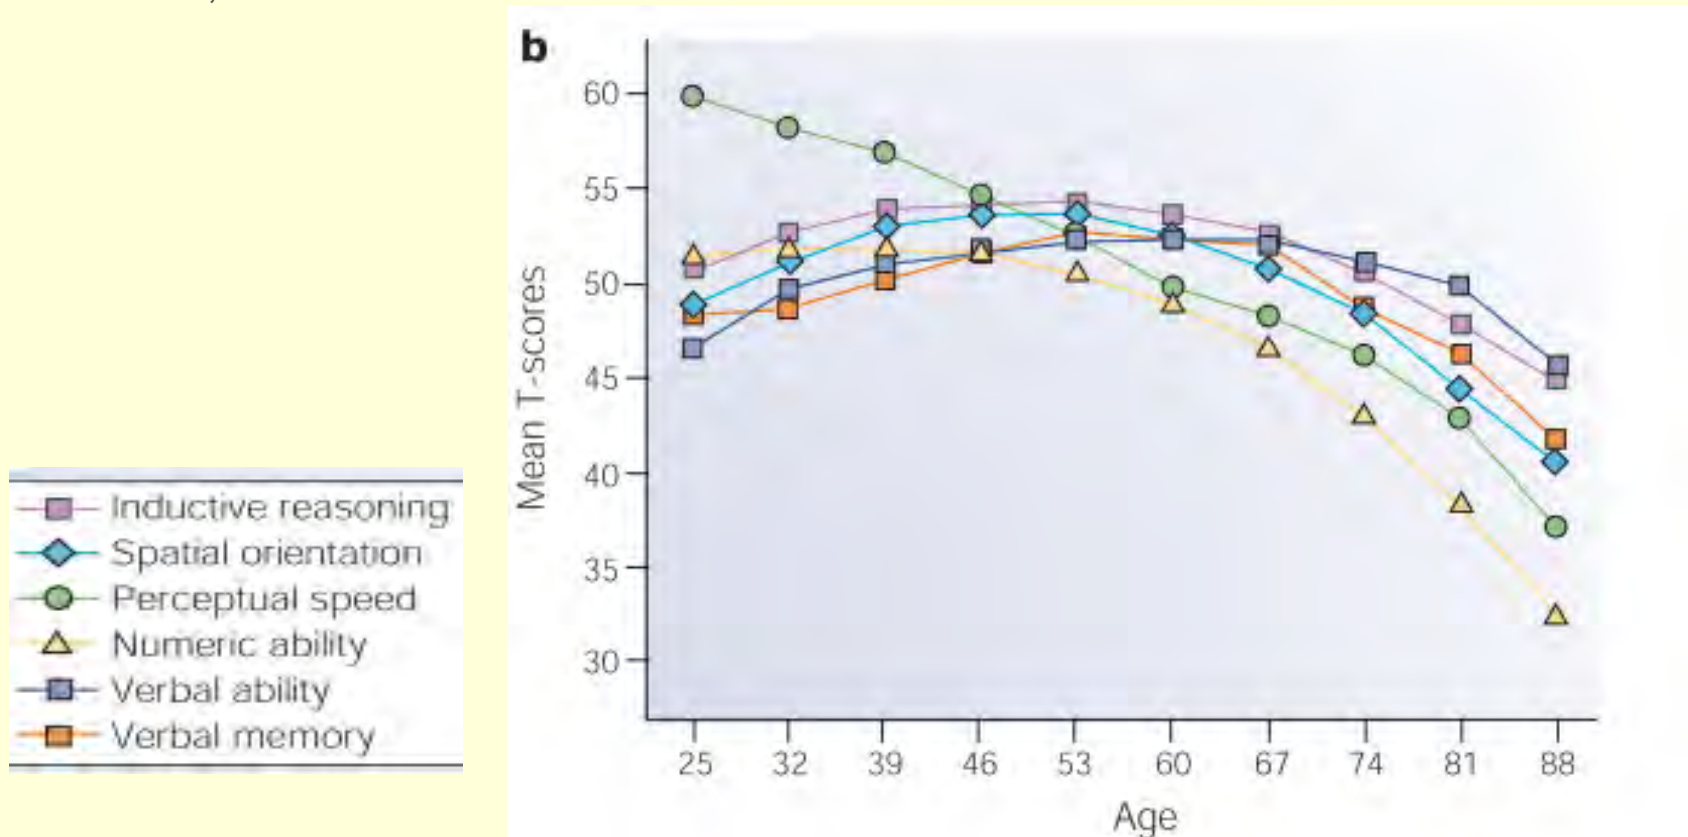 b
60
55
50
45
40
35
30
Mean T-scores
25 32 39 46 53 60 67 74 81 88
Age
Inductive reasoning
Spatial orientation
Perceptual speed
Numeric ability
Verbal ability
Verbal memory